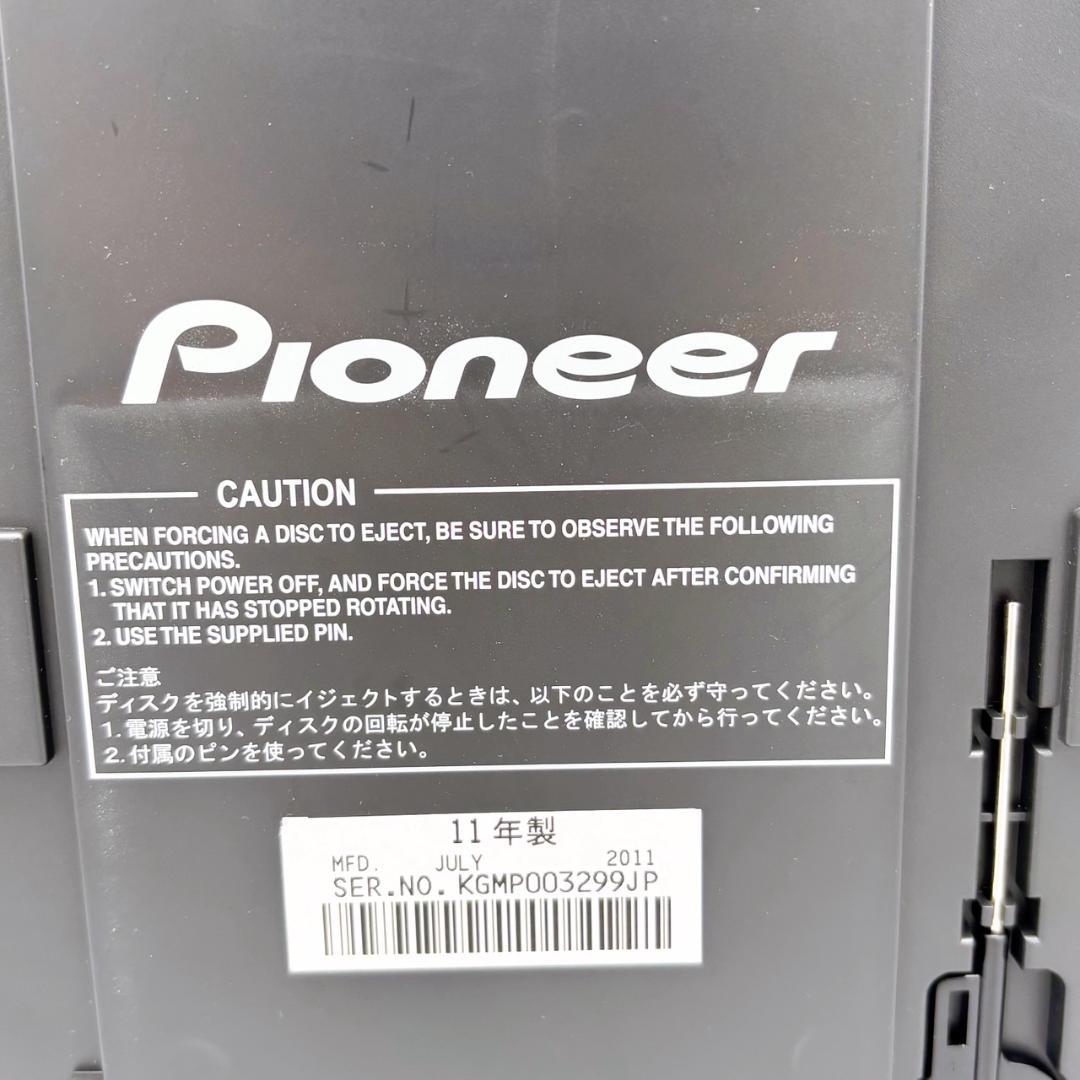 Pioneer
CAUTION
WHEN FORCING A DISC TO EJECT, BE SURE TO OBSERVE THE FOLLOWING
PRECAUTIONS.
1. SWITCH POWER OFF, AND FORCE THE DISC TO EJECT AFTER CONFIRMING
THAT IT HAS STOPPED ROTATING.
2. USE THE SUPPLIED PIN.
ご注意
ディスクを強制的にイジェクトするときは、以下のことを必ず守ってください。
1. 電源を切り、ディスクの回転が停止したことを確認してから行ってください。
2. 付属のピンを使ってください。
11年製
MFD. JULY 2011
SER.NO. KGMP003299JP